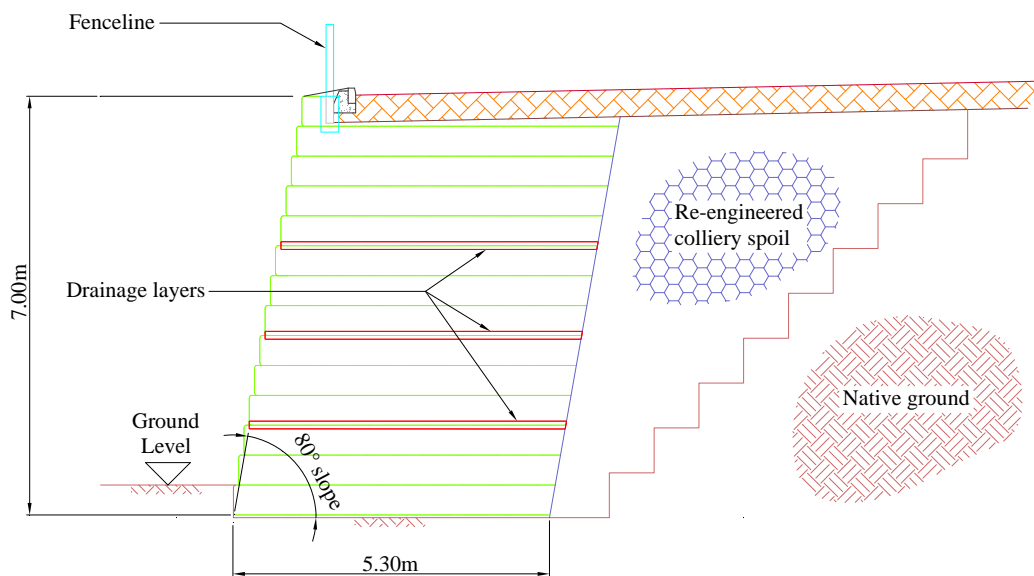 Fenceline
Re-engineered
colliery spoil
Drainage layers
7.00m
Native ground
Ground
Level
80° slope
5.30m